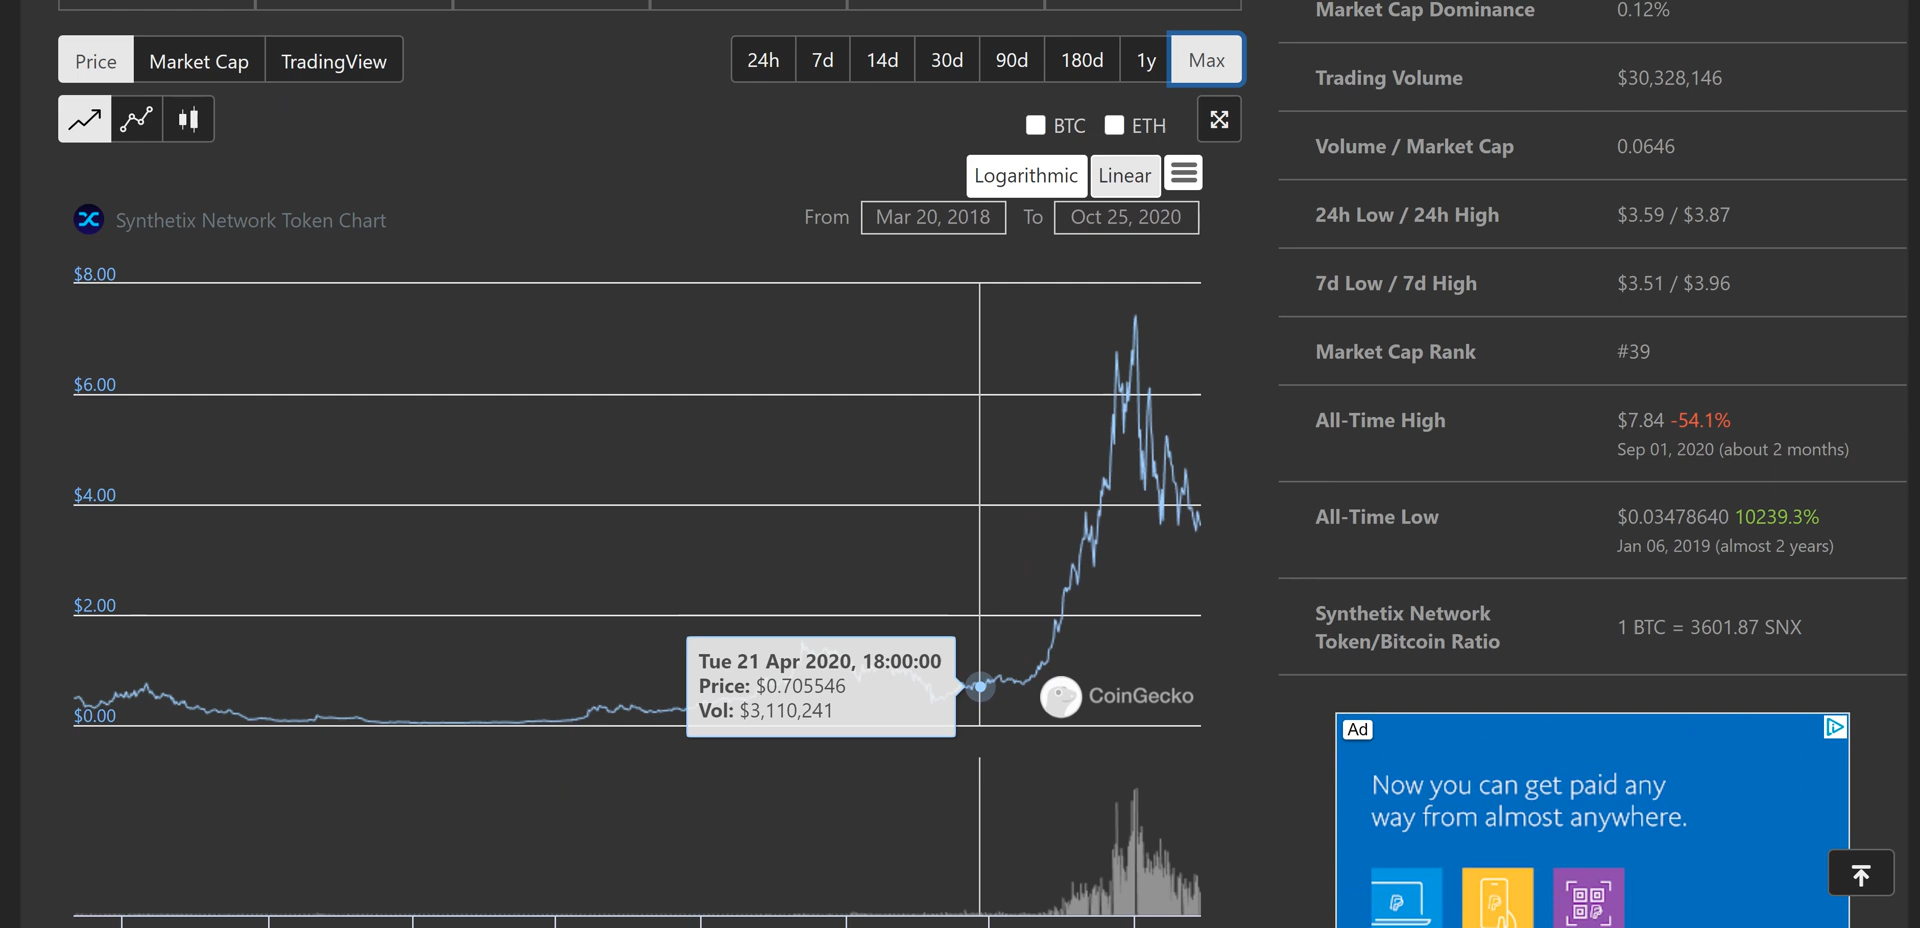 Price Market Cap TradingView
24h 7d 14d 30d 90d 180d 1y Max
BTC ETH
Logarithmic Linear
Synthetix Network Token Chart
From Mar 20, 2018 To Oct 25, 2020
$8.00
$6.00
$4.00
$2.00
$0.00
Tue 21 Apr 2020, 18:00:00
Price: $0.705546
Vol: $3,110,241
CoinGecko
Market Cap Dominance 0.12%
Trading Volume $30,328,146
Volume / Market Cap 0.0646
24h Low / 24h High $3.59 / $3.87
7d Low / 7d High $3.51 / $3.96
Market Cap Rank #39
All-Time High $7.84 -54.1%
Sep 01, 2020 (about 2 months)
All-Time Low $0.03478640 10239.3%
Jan 06, 2019 (almost 2 years)
Synthetix Network
Token/Bitcoin Ratio 1 BTC = 3601.87 SNX
Ad
Now you can get paid any
way from almost anywhere.